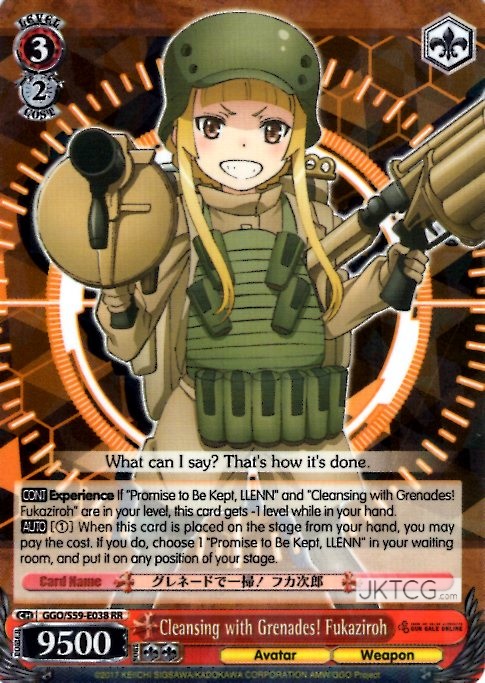 LEVEL
3
2
COST
What can I say? That's how it's done.
CONT Experience If "Promise to Be Kept, LLENN" and "Cleansing with Grenades!
Fukaziroh" are in your level, this card gets -1 level while in your hand.
AUTO [①] When this card is placed on the stage from your hand, you may
pay the cost. If you do, choose 1 "Promise to Be Kept, LLENN" in your waiting
room, and put it on any position of your stage.
Card Name グレネードで一掃！ フカ次郎
JKTCG.com
CH GGO/S59-E038 RR
Cleansing with Grenades! Fukaziroh
GUN GALE ONLINE
POWER
9500
SOUL
Avatar Weapon
©2017 KEIICHI SIGSAWA/KADOKAWA CORPORATION AMW/GGO Project